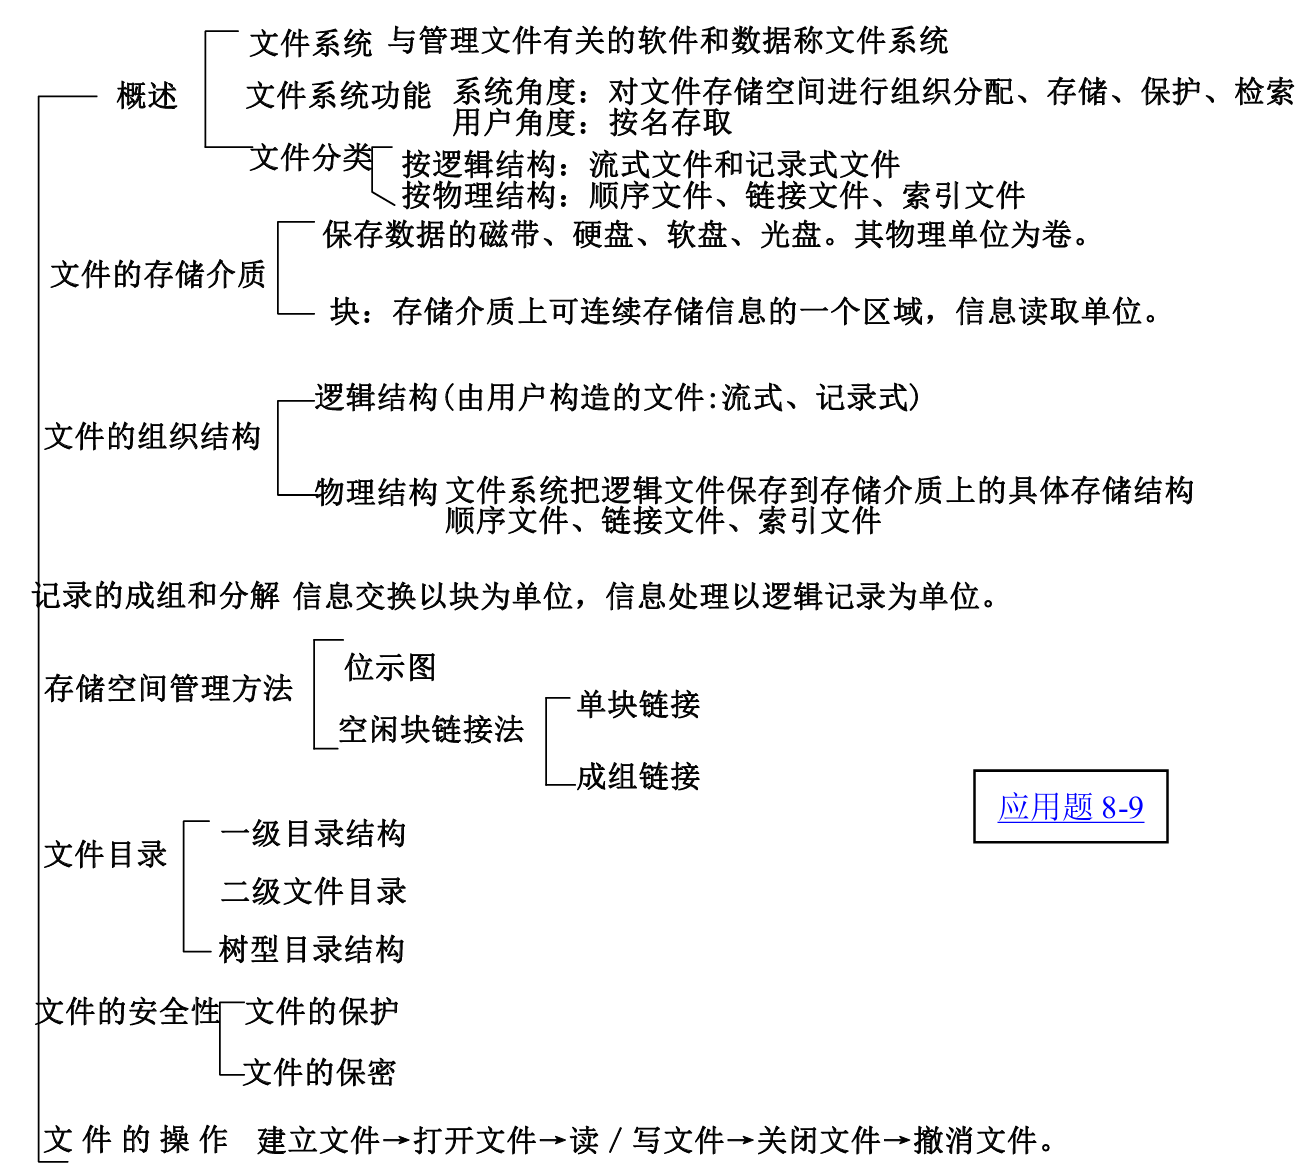 文件系统 与管理文件有关的软件和数据称文件系统
概述
文件系统功能 系统角度：对文件存储空间进行组织分配、存储、保护、检索
用户角度：按名存取
文件分类
按逻辑结构：流式文件和记录式文件
按物理结构：顺序文件、链接文件、索引文件
保存数据的磁带、硬盘、软盘、光盘。其物理单位为卷。
文件的存储介质
块：存储介质上可连续存储信息的一个区域，信息读取单位。
逻辑结构(由用户构造的文件:流式、记录式)
文件的组织结构
物理结构 文件系统把逻辑文件保存到存储介质上的具体存储结构
顺序文件、链接文件、索引文件
记录的成组和分解 信息交换以块为单位，信息处理以逻辑记录为单位。
位示图
存储空间管理方法
单块链接
空闲块链接法
成组链接
应用题 8-9
一级目录结构
文件目录
二级文件目录
树型目录结构
文件的安全性 文件的保护
文件的保密
文件的操作 建立文件→打开文件→读/写文件→关闭文件→撤消文件。